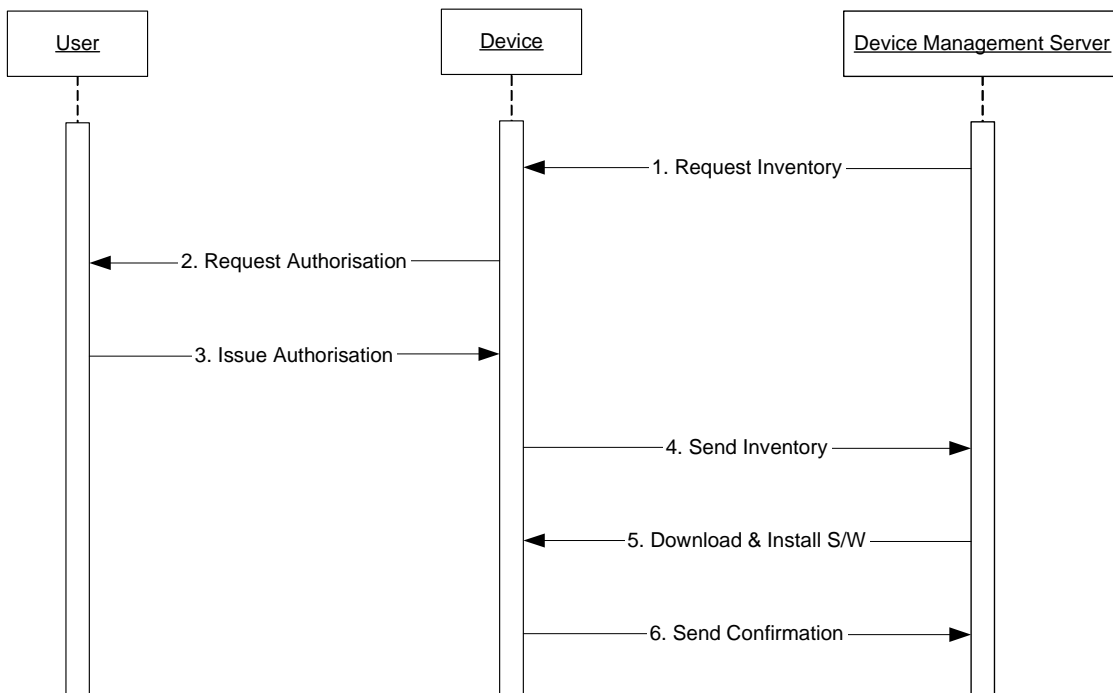 User
Device
Device Management Server
1. Request Inventory
2. Request Authorisation
3. Issue Authorisation
4. Send Inventory
5. Download & Install S/W
6. Send Confirmation